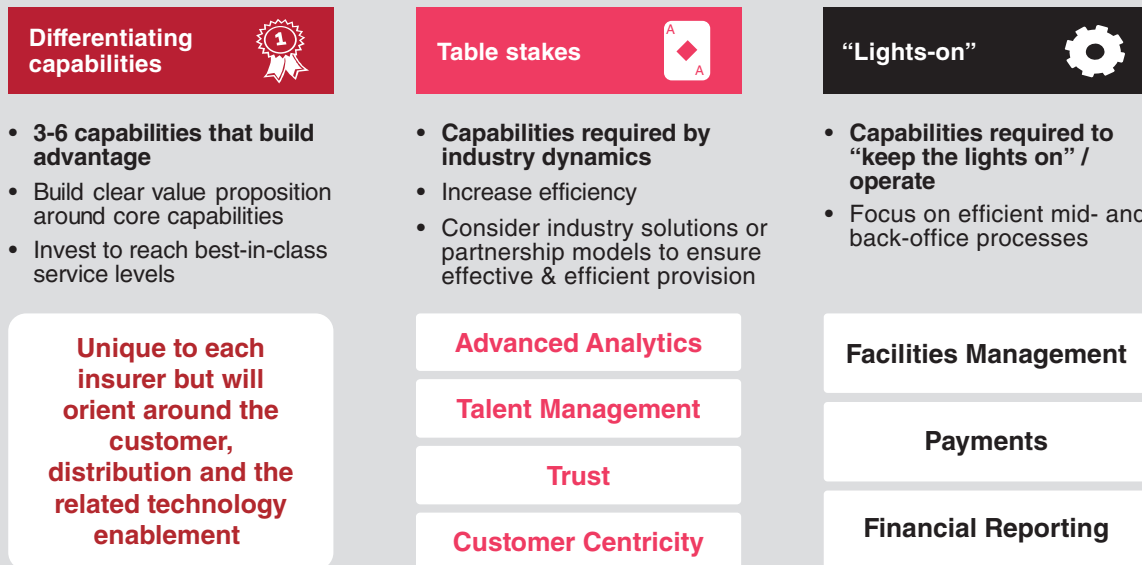 Differentiating
capabilities
1
• 3-6 capabilities that build
advantage
• Build clear value proposition
around core capabilities
• Invest to reach best-in-class
service levels
Unique to each
insurer but will
orient around the
customer,
distribution and the
related technology
enablement
Table stakes
A
A
• Capabilities required by
industry dynamics
• Increase efficiency
• Consider industry solutions or
partnership models to ensure
effective & efficient provision
Advanced Analytics
Talent Management
Trust
Customer Centricity
“Lights-on”
• Capabilities required to
“keep the lights on” /
operate
• Focus on efficient mid- and
back-office processes
Facilities Management
Payments
Financial Reporting